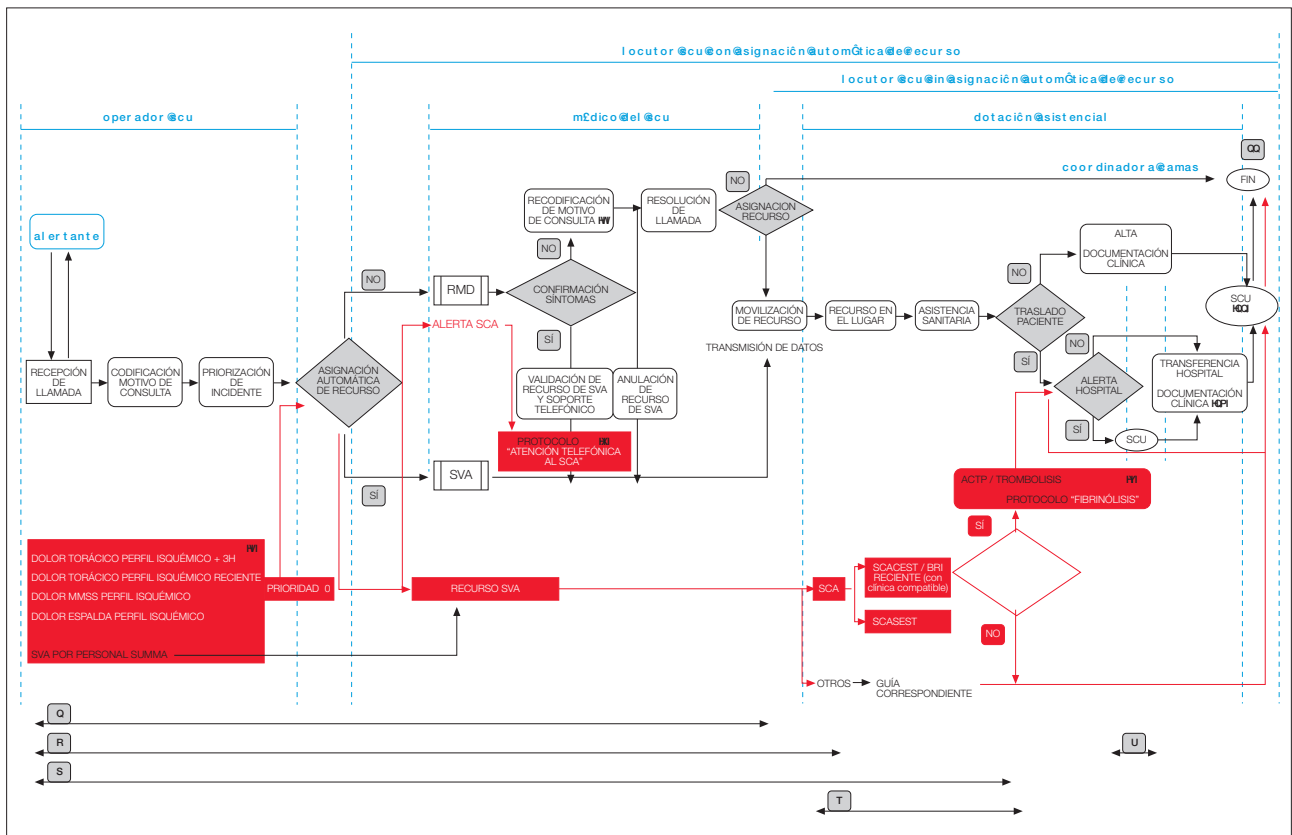 operador
alertante
dotación asistencial
FIN
NO
RECODIFICACIÓN
DE MOTIVO
DE CONSULTA
RESOLUCIÓN
DE
LLAMADA
NO
ASIGNACION
RECURSO
ALTA
DOCUMENTACIÓN
CLÍNICA
NO
RMD
NO
CONFIRMACIÓN
SÍNTOMAS
NO
SCU
MOVILIZACIÓN
DE RECURSO
RECURSO EN
EL LUGAR
ASISTENCIA
SANITARIA
TRASLADO
PACIENTE
ALERTA SCA
SÍ
TRANSMISIÓN DE DATOS
SÍ
NO
RECEPCIÓN
DE
LLAMADA
CODIFICACIÓN
MOTIVO DE
CONSULTA
PRIORIZACIÓN
DE
INCIDENTE
ASIGNACIÓN
AUTOMÁTICA
DE RECURSO
VALIDACIÓN DE
RECURSO DE SVA
Y SOPORTE
TELEFÓNICO
ANULACIÓN
DE
RECURSO
DE SVA
ALERTA
HOSPITAL
TRANSFERENCIA
HOSPITAL
DOCUMENTACIÓN
CLÍNICA
SÍ
SCU
PROTOCOLO
“ATENCIÓN TELEFÓNICA
AL SCA”
SVA
SÍ
ACTP / TROMBOLISIS
PROTOCOLO “FIBRINÓLISIS”
SÍ
DOLOR TORÁCICO PERFIL ISQUÉMICO + 3H
DOLOR TORÁCICO PERFIL ISQUÉMICO RECIENTE
DOLOR MMSS PERFIL ISQUÉMICO
DOLOR ESPALDA PERFIL ISQUÉMICO
SVA POR PERSONAL SUMMA
PRIORIDAD 0
RECURSO SVA
SCA
SCACEST / BRI
RECIENTE (con
clínica compatible)
SCASEST
NO
OTROS
GUÍA
CORRESPONDIENTE
Q
R
U
S
T